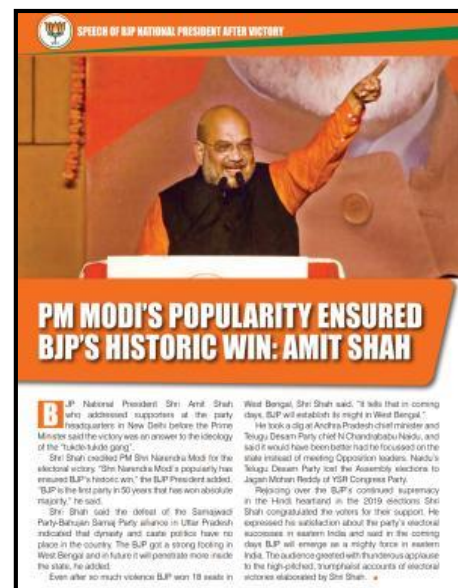 SPEECH OF BJP NATIONAL PRESIDENT AFTER VICTORY
PM MODI'S POPULARITY ENSURED
BJP'S HISTORIC WIN: AMIT SHAH
BJP National President Shri Amit Shah
who addressed supporters at the party
headquarters in New Delhi before the Prime
Minister said the victory was an answer to the ideology
of the "tukde-tukde gang".
Shri Shah credited PM Shri Narendra Modi for the
electoral victory. "Shri Narendra Modi's popularity has
ensured BJP's historic win," the BJP President added.
"BJP is the first party in 50 years that has won absolute
majority," he said.
Shri Shah said the defeat of the Samajwadi
Party-Bahujan Samaj Party alliance in Uttar Pradesh
indicated that dynasty and caste politics have no
place in the country. The BJP got a strong footing in
West Bengal and in future it will penetrate more inside
the state, he added.
Even after so much violence BJP won 18 seats in
West Bengal, Shri Shah said. "It tells that in coming
days, BJP will establish its might in West Bengal."
He took a dig at Andhra Pradesh chief minister and
Telugu Desam Party chief N Chandrababu Naidu, and
said it would have been better had he focussed on the
state instead of meeting Opposition leaders. Naidu's
Telugu Desam Party lost the Assembly elections to
Jagan Mohan Reddy of YSR Congress Party.
Rejoicing over the BJP's continued supremacy
in the Hindi heartland in the 2019 elections Shri
Shah congratulated the voters for their support. He
expressed his satisfaction about the party's electoral
successes in eastern India and said in the coming
days BJP will emerge as a mighty force in eastern
India. The audience greeted with thunderous applause
to the high-pitched, triumphalist accounts of electoral
victories elaborated by Shri Shah.